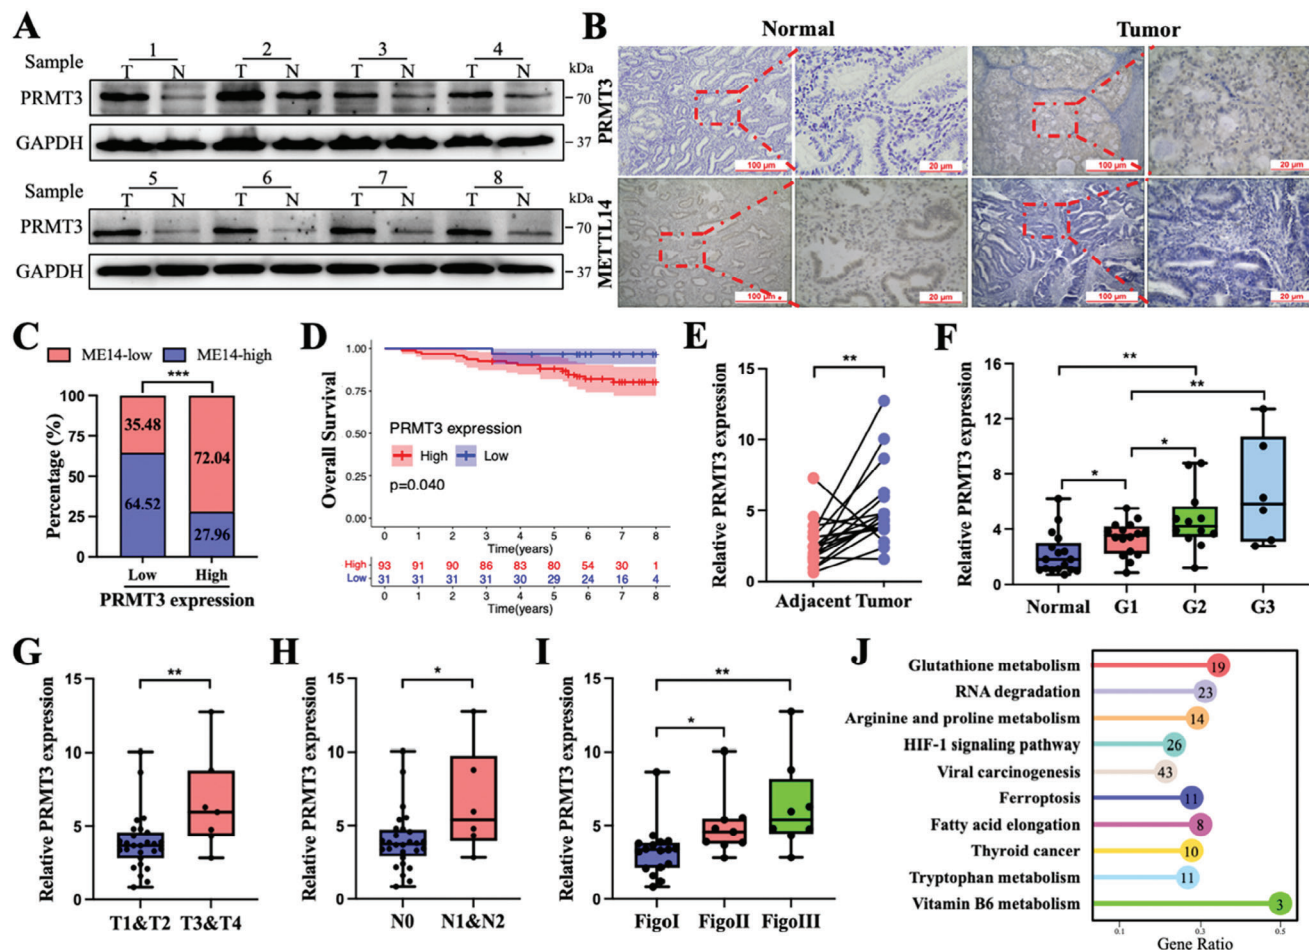 A
Sample 1 2 3 4
T N T N T N T N kDa
PRMT3 70
GAPDH 37
Sample 5 6 7 8
T N T N T N T N kDa
PRMT3 70
GAPDH 37
B
Normal Tumor
PRMT3
100 µm 20 µm 100 µm 20 µm
METTL14
100 µm 20 µm 100 µm 20 µm
C
ME14-low ME14-high
***
Percentage (%)
100
75
50
25
0
35.48 72.04
64.52 27.96
Low High
PRMT3 expression
D
Overall Survival
1.00
0.75
0.50
0.25
0.00
PRMT3 expression
High Low
p=0.040
0 1 2 3 4 5 6 7 8
Time(years)
High 93 91 90 86 83 80 54 30 1
Low 31 31 31 31 30 29 24 16 4
0 1 2 3 4 5 6 7 8
Time(years)
E
**
Relative PRMT3 expression
15
10
5
0
Adjacent Tumor
F
**
**
*
*
Relative PRMT3 expression
16
12
8
4
0
Normal G1 G2 G3
G
**
Relative PRMT3 expression
15
10
5
0
T1&T2 T3&T4
H
*
Relative PRMT3 expression
15
10
5
0
N0 N1&N2
I
**
*
Relative PRMT3 expression
15
10
5
0
FigoI FigoII FigoIII
J
Glutathione metabolism 19
RNA degradation 23
Arginine and proline metabolism 14
HIF-1 signaling pathway 26
Viral carcinogenesis 43
Ferroptosis 11
Fatty acid elongation 8
Thyroid cancer 10
Tryptophan metabolism 11
Vitamin B6 metabolism 3
0.1 0.3 0.5
Gene Ratio